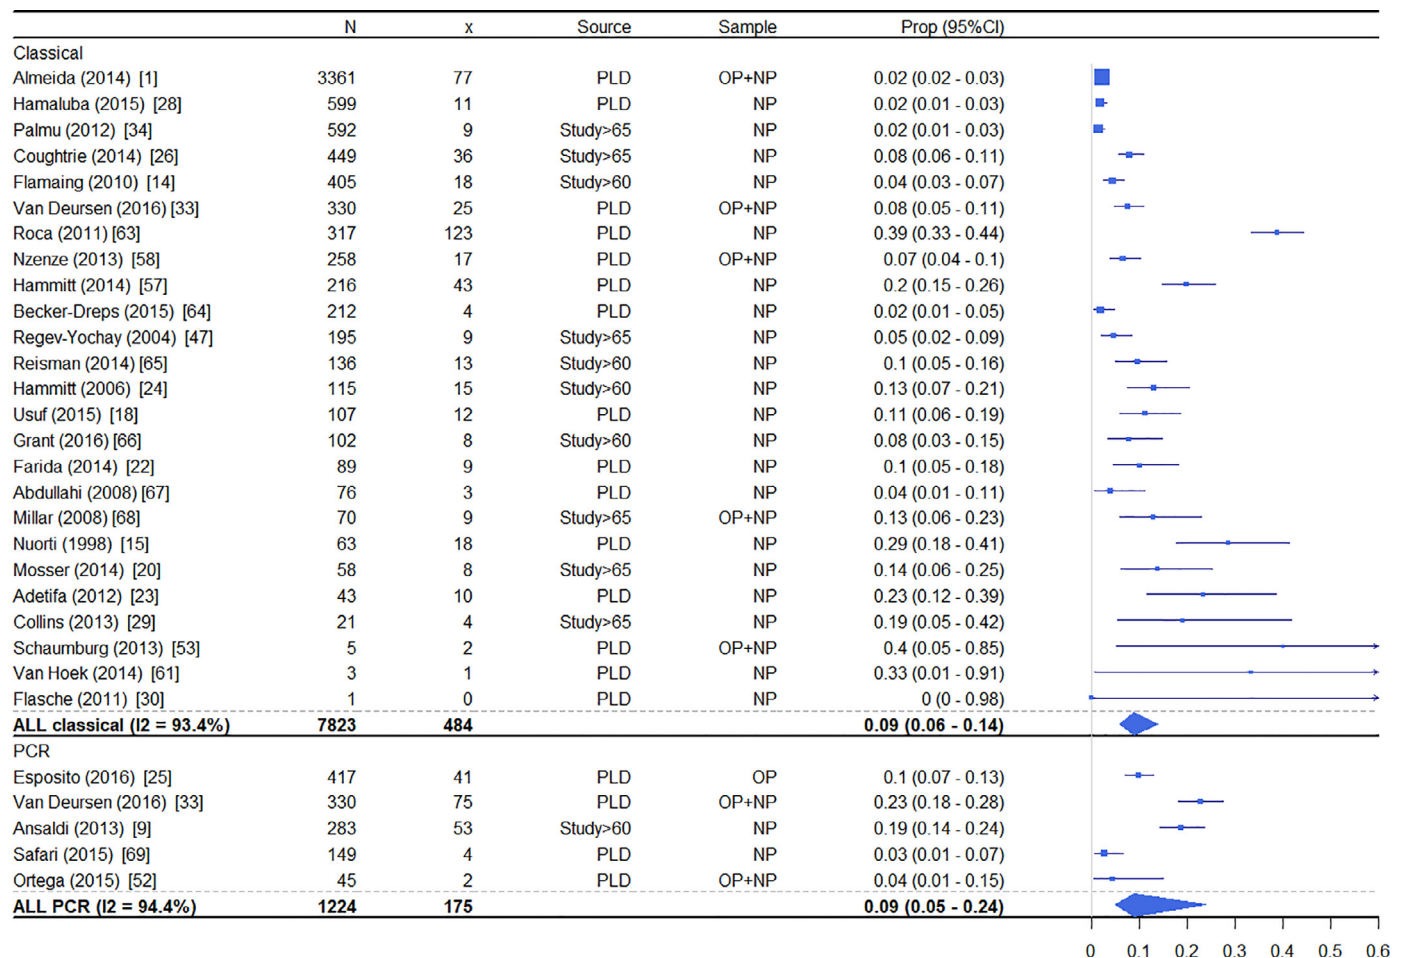 N x Source Sample Prop (95%CI)
Classical
Almeida (2014) [1] 3361 77 PLD OP+NP 0.02 (0.02 - 0.03)
Hamaluba (2015) [28] 599 11 PLD NP 0.02 (0.01 - 0.03)
Palmu (2012) [34] 592 9 Study>65 NP 0.02 (0.01 - 0.03)
Coughtrie (2014) [26] 449 36 Study>65 NP 0.08 (0.06 - 0.11)
Flamaing (2010) [14] 405 18 Study>60 NP 0.04 (0.03 - 0.07)
Van Deursen (2016) [33] 330 25 PLD OP+NP 0.08 (0.05 - 0.11)
Roca (2011) [63] 317 123 PLD NP 0.39 (0.33 - 0.44)
Nzenze (2013) [58] 258 17 PLD OP+NP 0.07 (0.04 - 0.1)
Hammitt (2014) [57] 216 43 PLD NP 0.2 (0.15 - 0.26)
Becker-Dreps (2015) [64] 212 4 PLD NP 0.02 (0.01 - 0.05)
Regev-Yochay (2004) [47] 195 9 Study>65 NP 0.05 (0.02 - 0.09)
Reisman (2014) [65] 136 13 Study>60 NP 0.1 (0.05 - 0.16)
Hammitt (2006) [24] 115 15 Study>60 NP 0.13 (0.07 - 0.21)
Usuf (2015) [18] 107 12 PLD NP 0.11 (0.06 - 0.19)
Grant (2016) [66] 102 8 Study>60 NP 0.08 (0.03 - 0.15)
Farida (2014) [22] 89 9 PLD NP 0.1 (0.05 - 0.18)
Abdullahi (2008) [67] 76 3 PLD NP 0.04 (0.01 - 0.11)
Millar (2008) [68] 70 9 Study>65 OP+NP 0.13 (0.06 - 0.23)
Nuorti (1998) [15] 63 18 PLD NP 0.29 (0.18 - 0.41)
Mosser (2014) [20] 58 8 Study>65 NP 0.14 (0.06 - 0.25)
Adetifa (2012) [23] 43 10 PLD NP 0.23 (0.12 - 0.39)
Collins (2013) [29] 21 4 Study>65 NP 0.19 (0.05 - 0.42)
Schaumburg (2013) [53] 5 2 PLD OP+NP 0.4 (0.05 - 0.85)
Van Hoek (2014) [61] 3 1 PLD NP 0.33 (0.01 - 0.91)
Flasche (2011) [30] 1 0 PLD NP 0 (0 - 0.98)
ALL classical (I2 = 93.4%) 7823 484 0.09 (0.06 - 0.14)
PCR
Esposito (2016) [25] 417 41 PLD OP 0.1 (0.07 - 0.13)
Van Deursen (2016) [33] 330 75 PLD OP+NP 0.23 (0.18 - 0.28)
Ansaldi (2013) [9] 283 53 Study>60 NP 0.19 (0.14 - 0.24)
Safari (2015) [69] 149 4 PLD NP 0.03 (0.01 - 0.07)
Ortega (2015) [52] 45 2 PLD OP+NP 0.04 (0.01 - 0.15)
ALL PCR (I2 = 94.4%) 1224 175 0.09 (0.05 - 0.24)
0 0.1 0.2 0.3 0.4 0.5 0.6